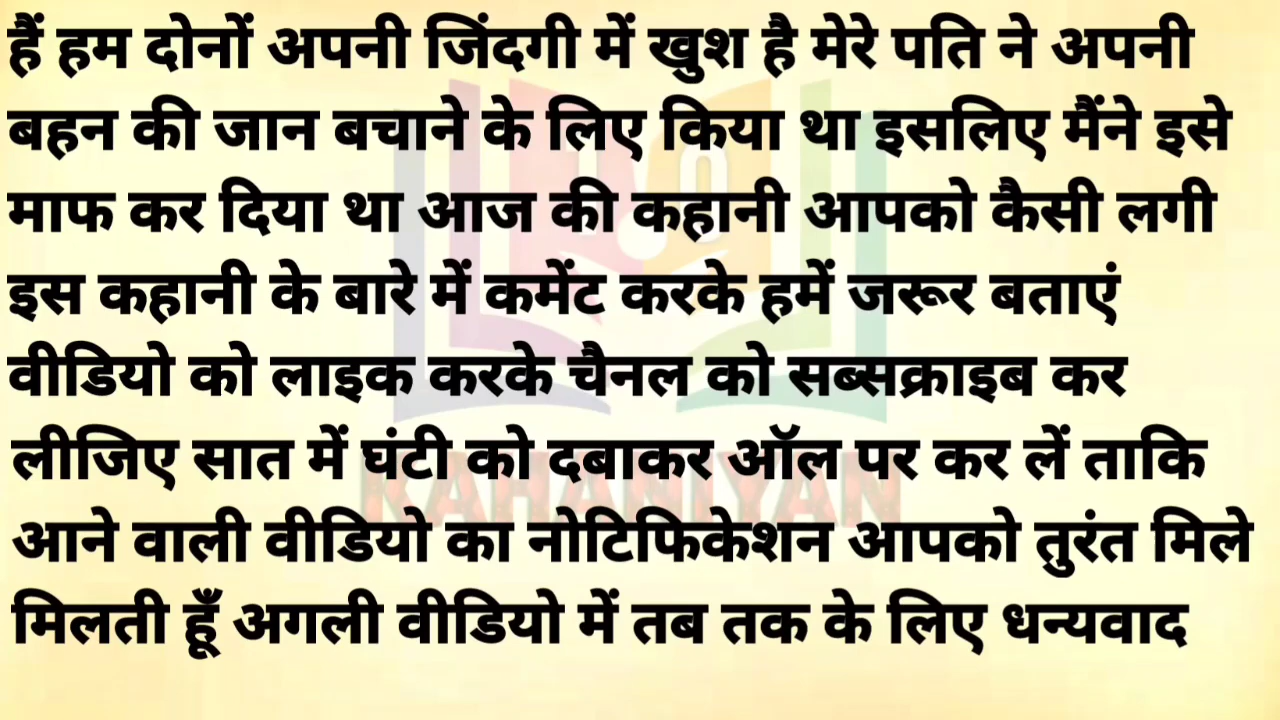 हैं हम दोनों अपनी जिंदगी में खुश है मेरे पति ने अपनी
बहन की जान बचाने के लिए किया था इसलिए मैंने इसे
माफ कर दिया था आज की कहानी आपको कैसी लगी
इस कहानी के बारे में कमेंट करके हमें जरूर बताएं
वीडियो को लाइक करके चैनल को सब्सक्राइब कर
लीजिए सात में घंटी को दबाकर ऑल पर कर लें ताकि
KAHANIYAN
आने वाली वीडियो का नोटिफिकेशन आपको तुरंत मिले
मिलती हूँ अगली वीडियो में तब तक के लिए धन्यवाद